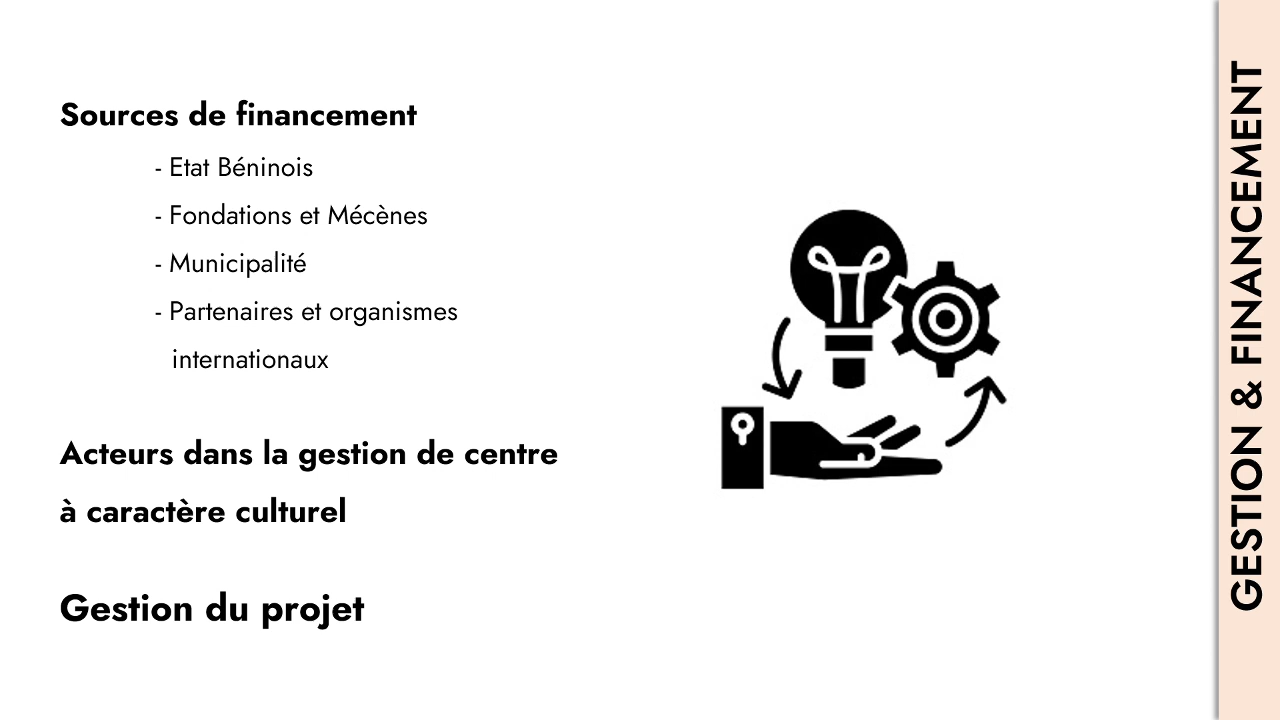 Sources de financement
- Etat Béninois
- Fondations et Mécènes
- Municipalité
- Partenaires et organismes
internationaux
Acteurs dans la gestion de centre
à caractère culturel
Gestion du projet
GESTION & FINANCEMENT